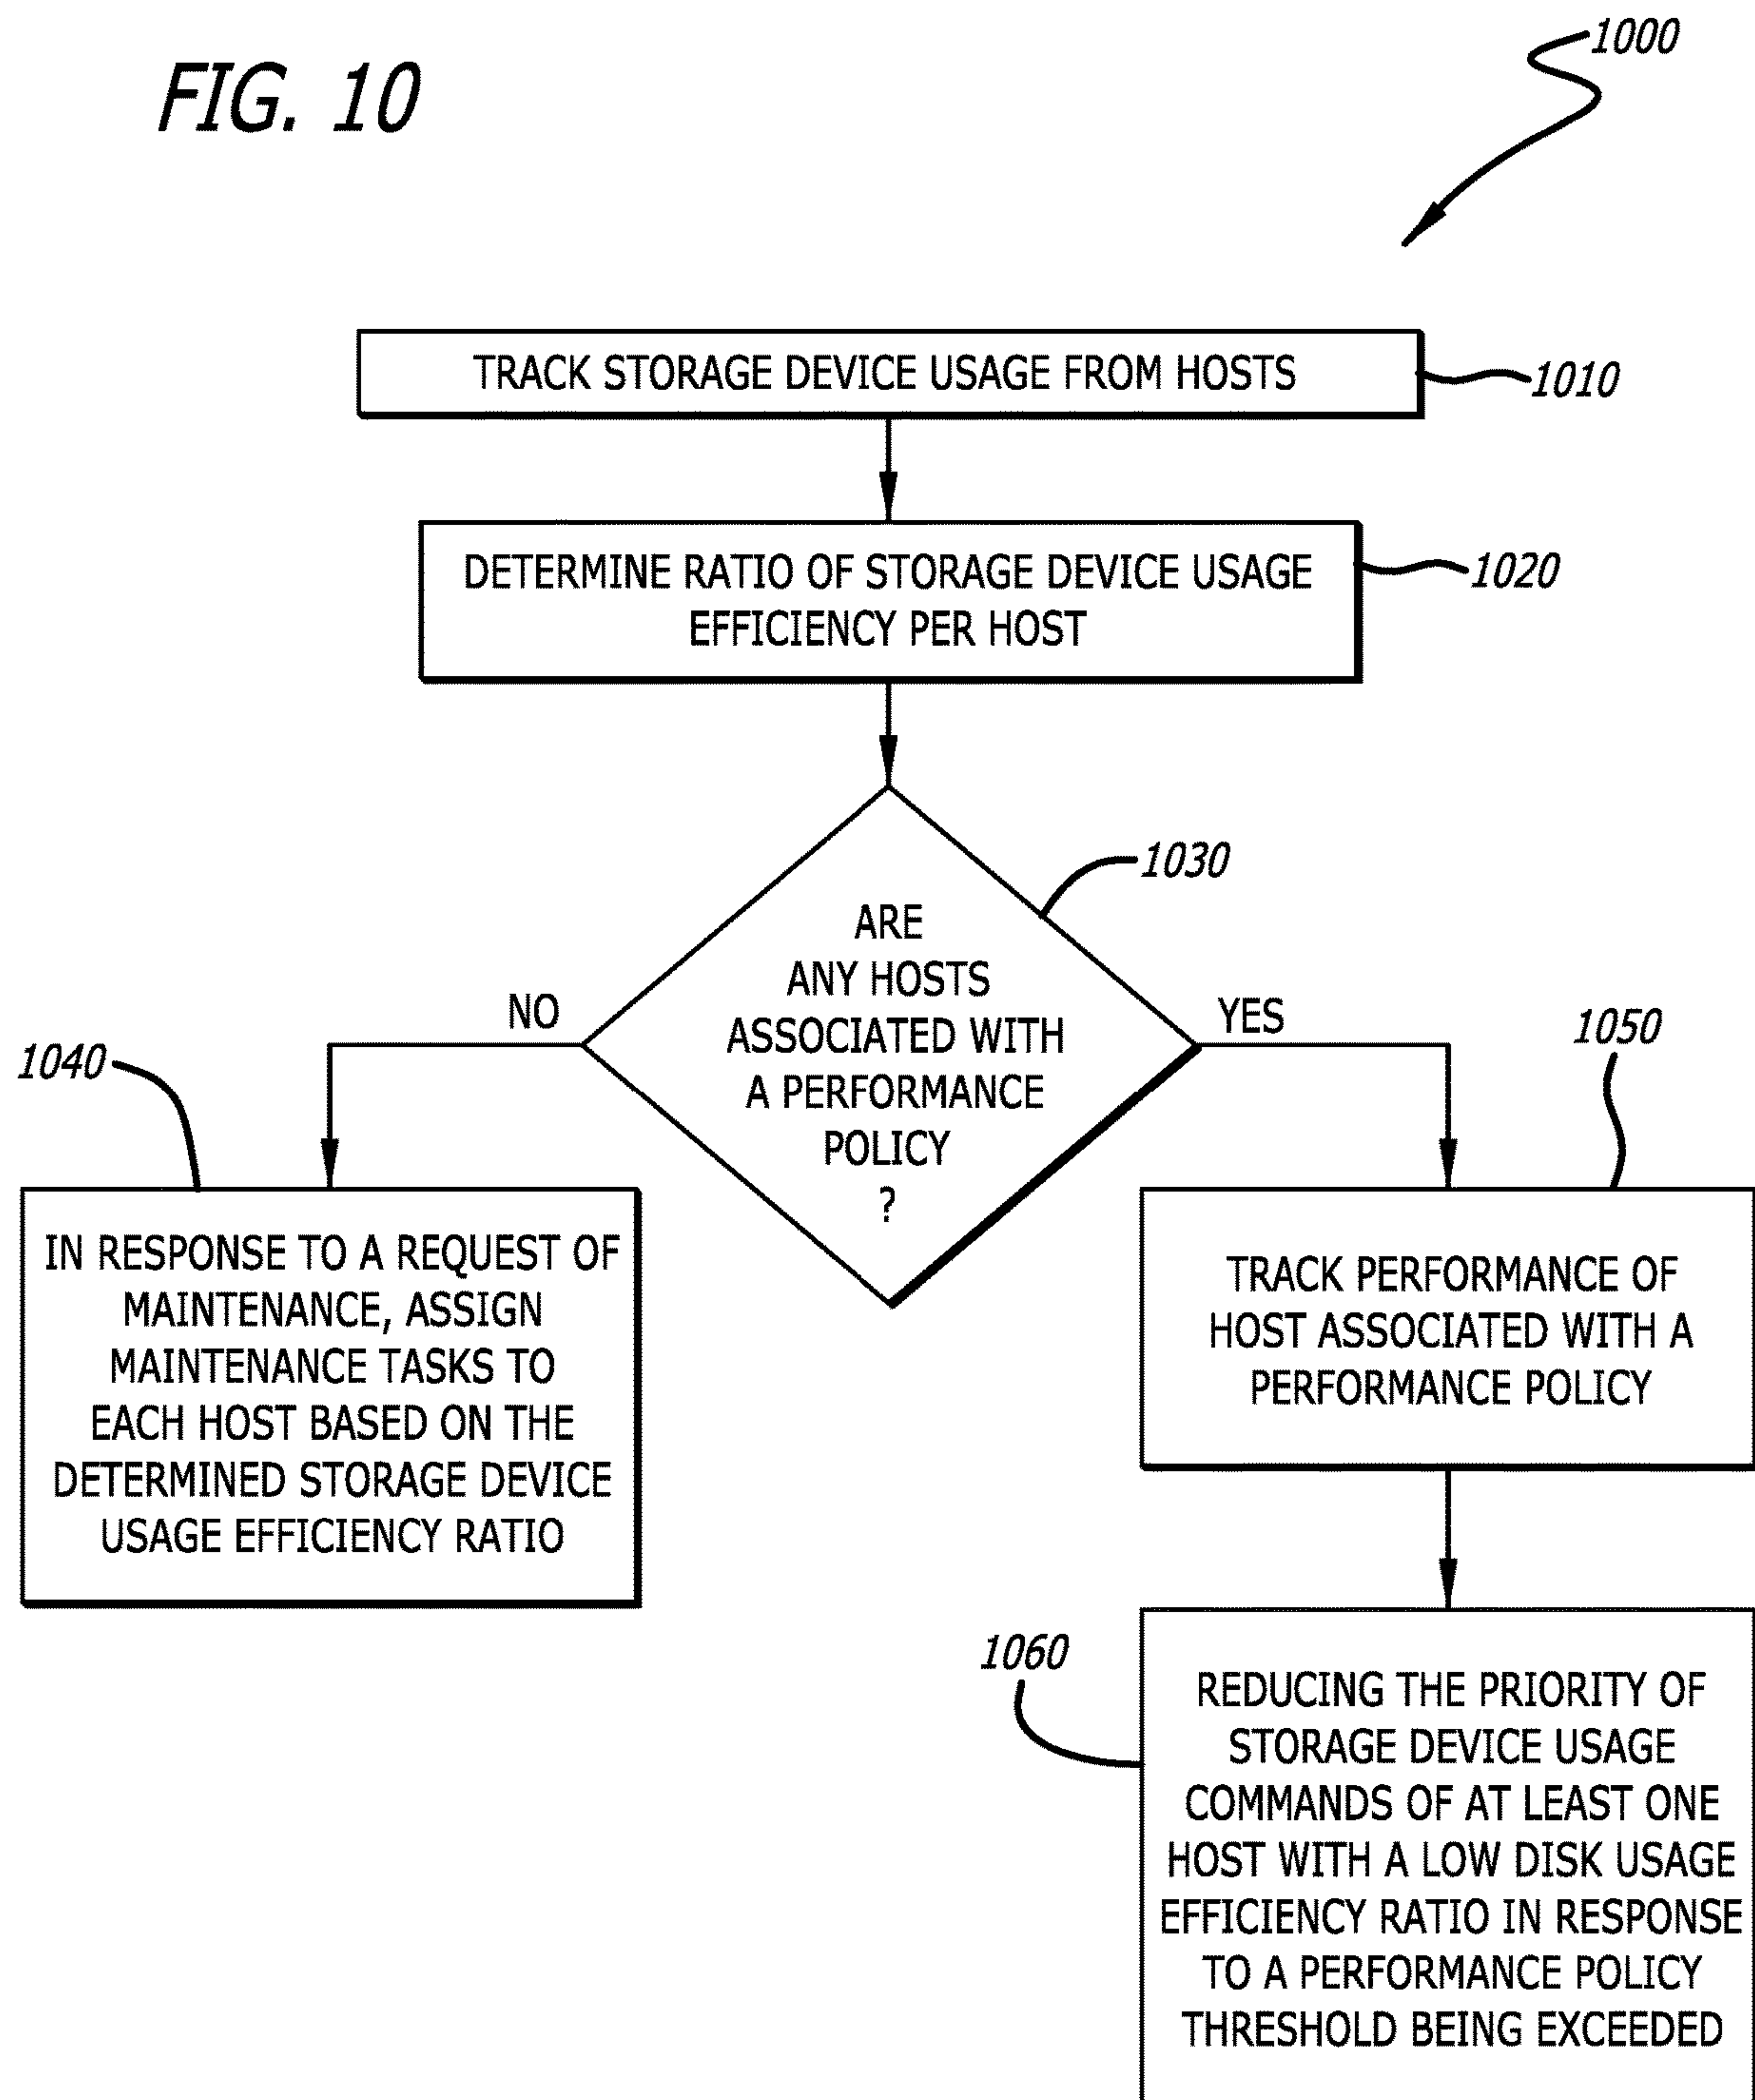 FIG. 10
1000
TRACK STORAGE DEVICE USAGE FROM HOSTS
1010
DETERMINE RATIO OF STORAGE DEVICE USAGE
EFFICIENCY PER HOST
1020
1030
ARE
ANY HOSTS
ASSOCIATED WITH
A PERFORMANCE
POLICY
?
NO
YES
1040
IN RESPONSE TO A REQUEST OF
MAINTENANCE, ASSIGN
MAINTENANCE TASKS TO
EACH HOST BASED ON THE
DETERMINED STORAGE DEVICE
USAGE EFFICIENCY RATIO
1050
TRACK PERFORMANCE OF
HOST ASSOCIATED WITH A
PERFORMANCE POLICY
1060
REDUCING THE PRIORITY OF
STORAGE DEVICE USAGE
COMMANDS OF AT LEAST ONE
HOST WITH A LOW DISK USAGE
EFFICIENCY RATIO IN RESPONSE
TO A PERFORMANCE POLICY
THRESHOLD BEING EXCEEDED